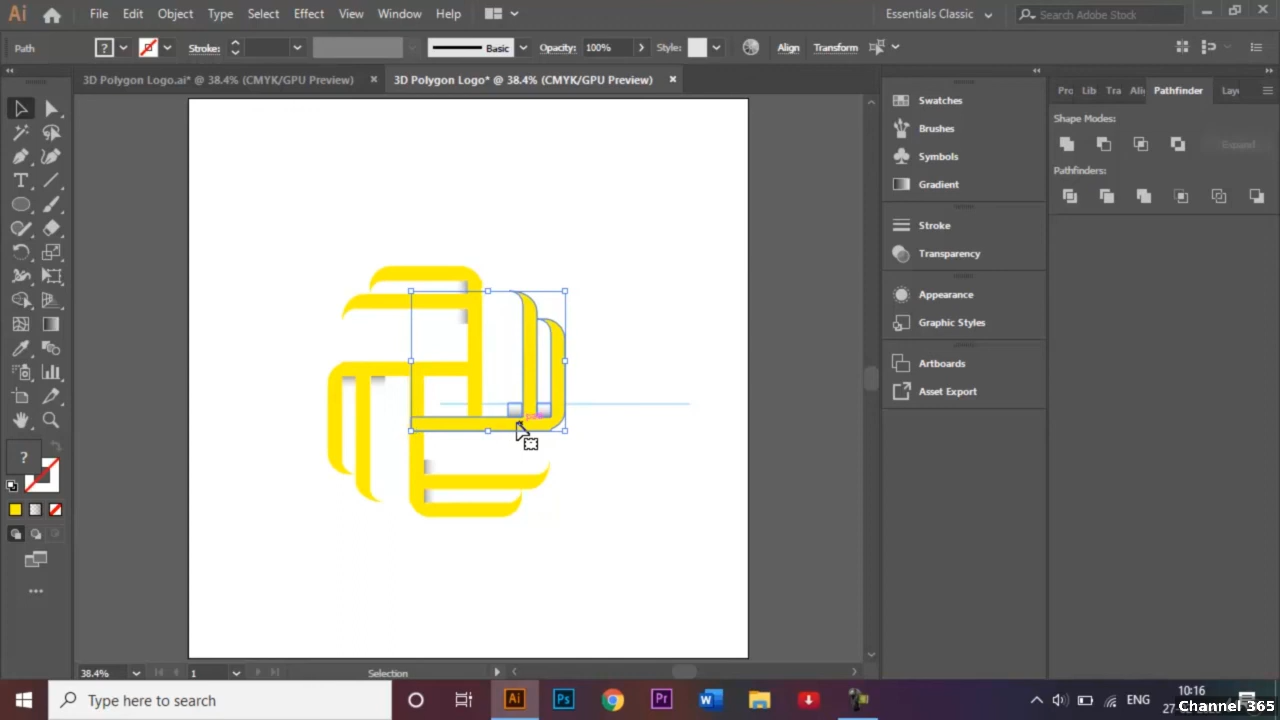 Ai File Edit Object Type Select Effect View Window Help Essentials Classic Search Adobe Stock
Path ? Stroke: Basic Opacity: 100% Style: Align Transform
3D Polygon Logo.ai* @ 38.4% (CMYK/GPU Preview) × 3D Polygon Logo* @ 38.4% (CMYK/GPU Preview) ×
Pro Lib Tra Ali Pathfinder Lay
Swatches
Brushes
Symbols
Gradient
Stroke
Transparency
Appearance
Graphic Styles
Artboards
Asset Export
Shape Modes:
Expand
Pathfinders:
?
38.4% 1 Selection
Type here to search
Ai Ps Pr W ENG 10:16
27
Channel 365